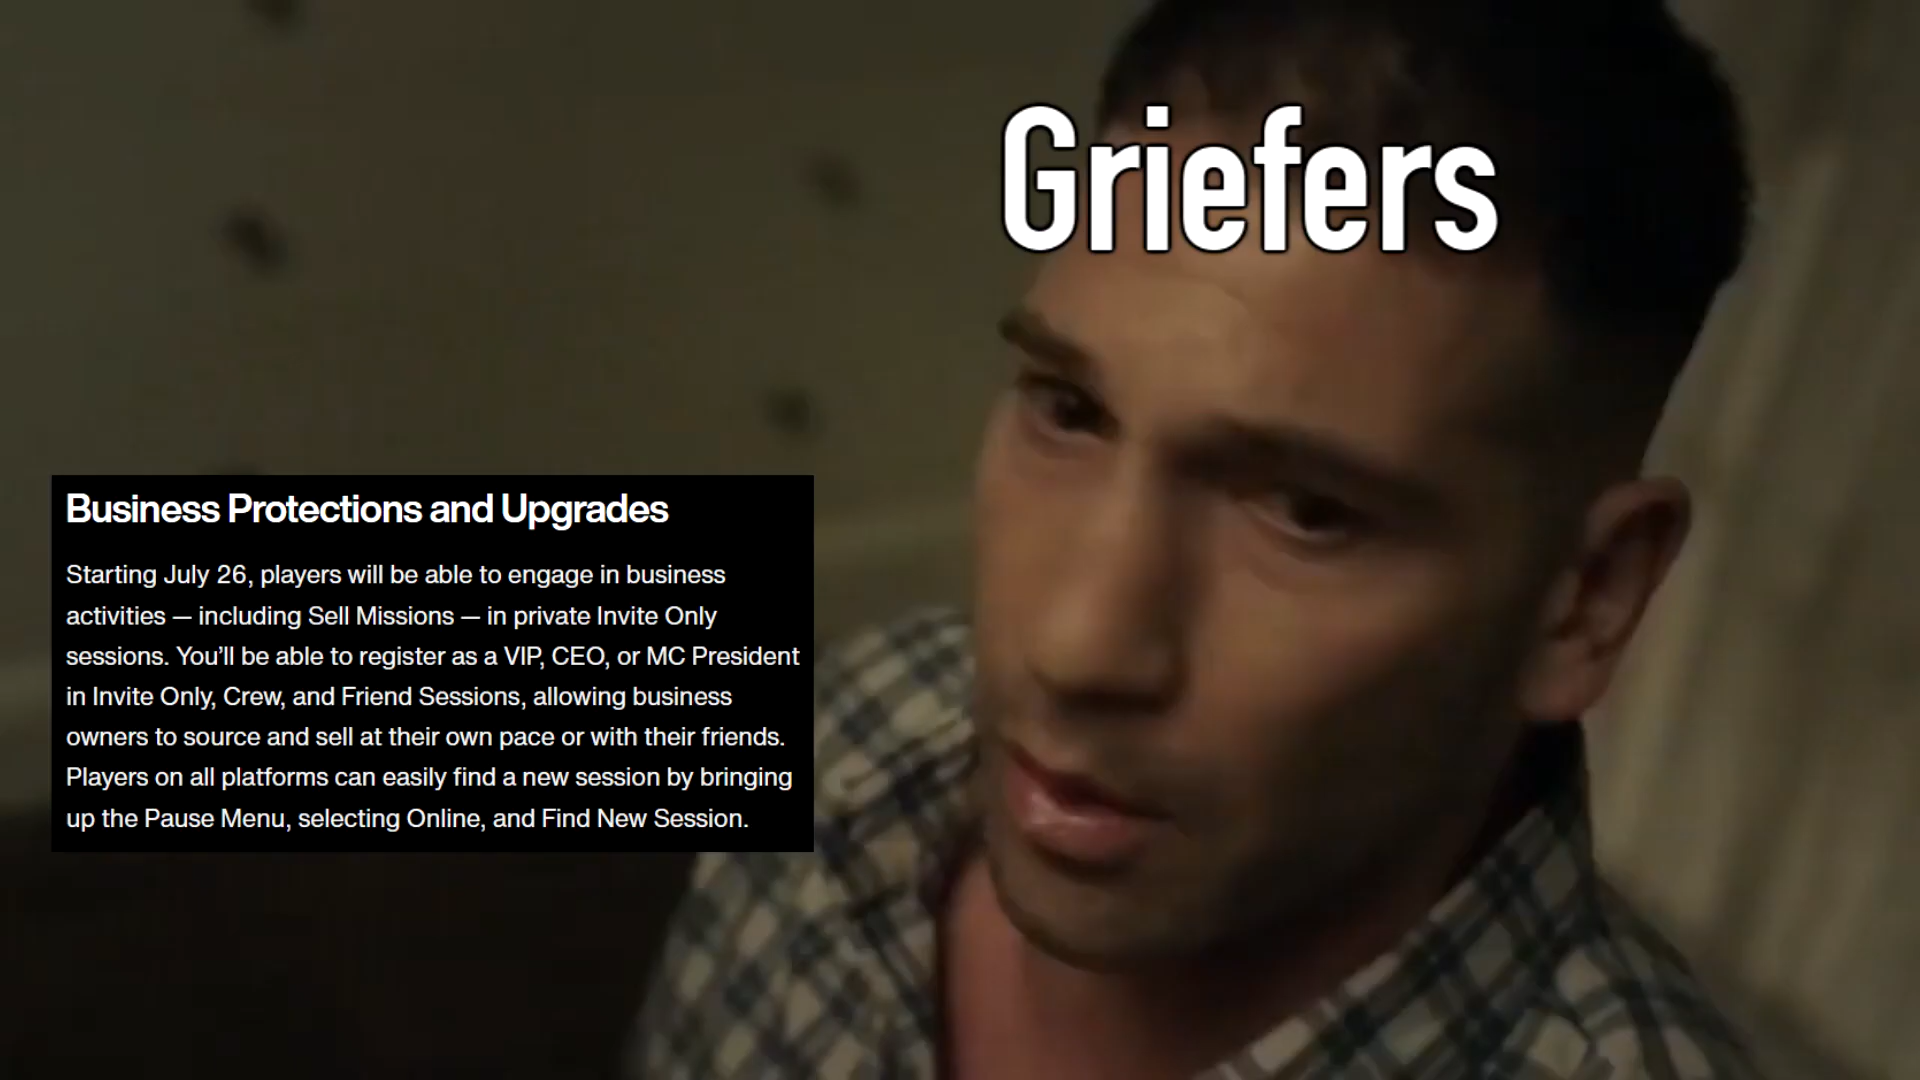 Griefers
Business Protections and Upgrades
Starting July 26, players will be able to engage in business
activities — including Sell Missions — in private Invite Only
sessions. You’ll be able to register as a VIP, CEO, or MC President
in Invite Only, Crew, and Friend Sessions, allowing business
owners to source and sell at their own pace or with their friends.
Players on all platforms can easily find a new session by bringing
up the Pause Menu, selecting Online, and Find New Session.